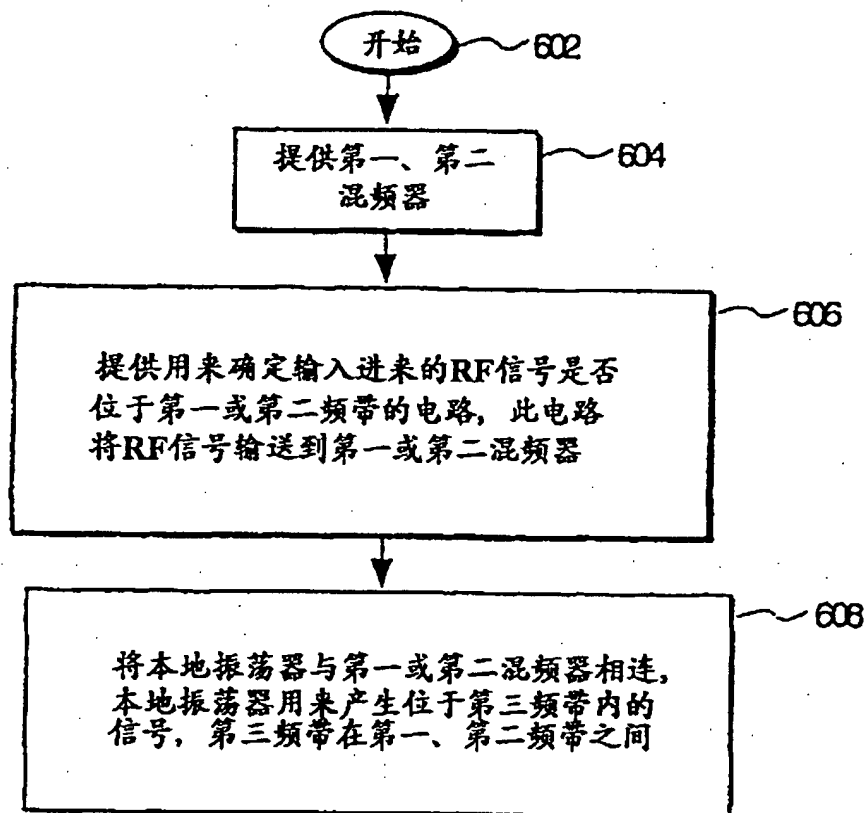 开始
602
提供第一、第二
混频器
604
提供用来确定输入进来的RF信号是否
位于第一或第二频带的电路，此电路
将RF信号输送到第一或第二混频器
606
将本地振荡器与第一或第二混频器相连，
本地振荡器用来产生位于第三频带内的
信号，第三频带在第一、第二频带之间
608